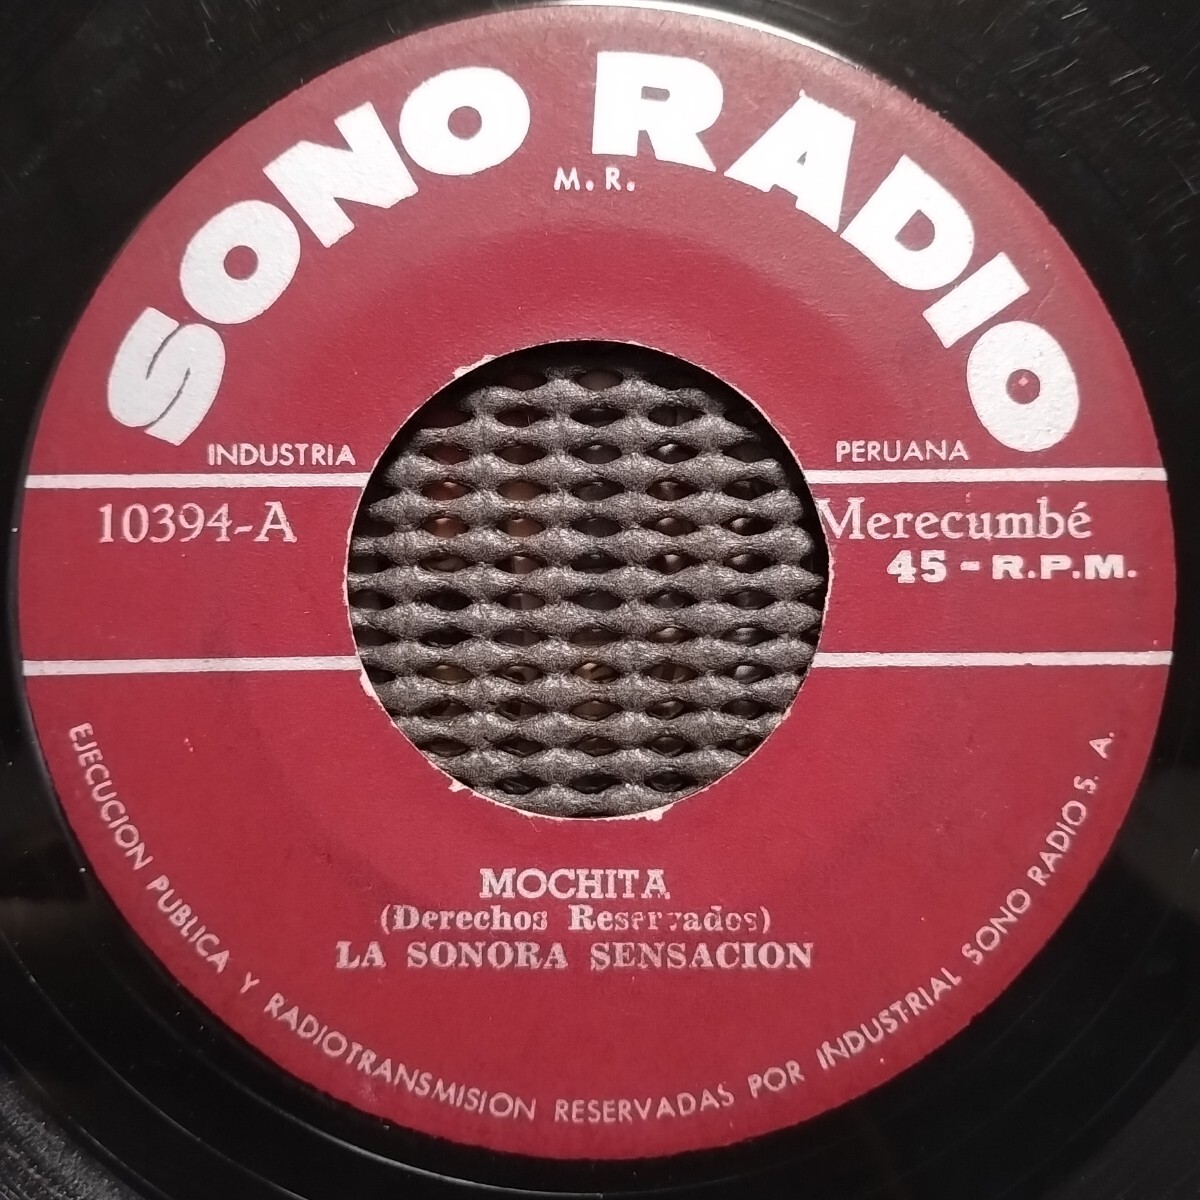 SONO RADIO
M. R.
INDUSTRIA PERUANA
10394-A
Merecumbé
45 - R.P.M.
MOCHITA
(Derechos Reservados)
LA SONORA SENSACION
EJECUCION PUBLICA Y RADIOTRANSMISION RESERVADAS POR INDUSTRIAL SONO RADIO S. A.